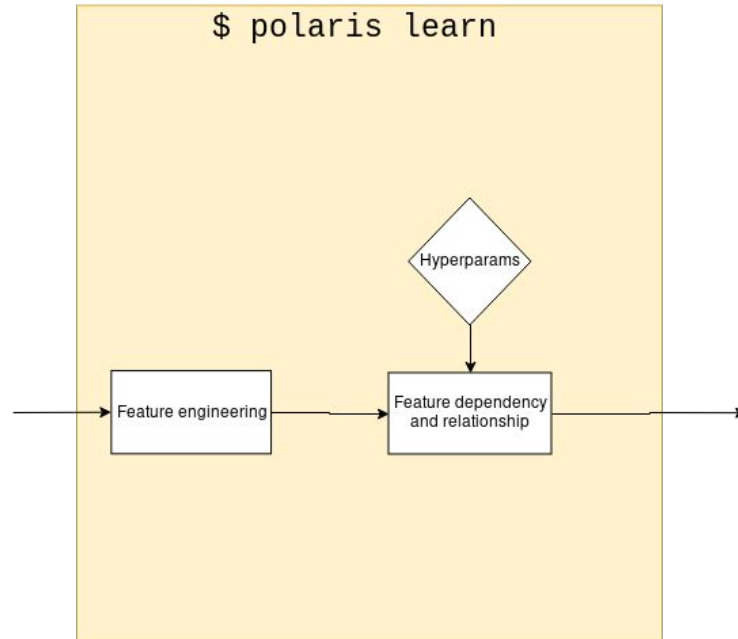 $ polaris learn
Hyperparams
Feature engineering
Feature dependency
and relationship